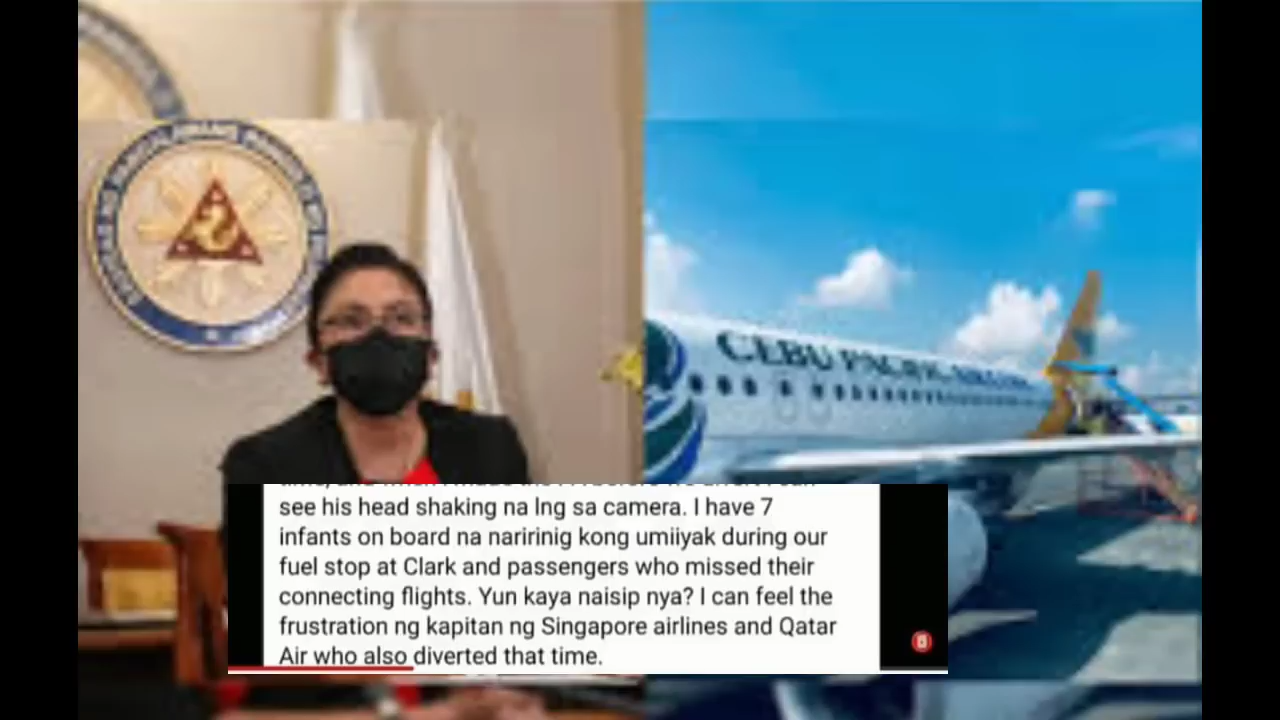 CEBU PACIFIC AIR
see his head shaking na lng sa camera. I have 7
infants on board na naririnig kong umiiyak during our
fuel stop at Clark and passengers who missed their
connecting flights. Yun kaya naisip nya? I can feel the
frustration ng kapitan ng Singapore airlines and Qatar
Air who also diverted that time.